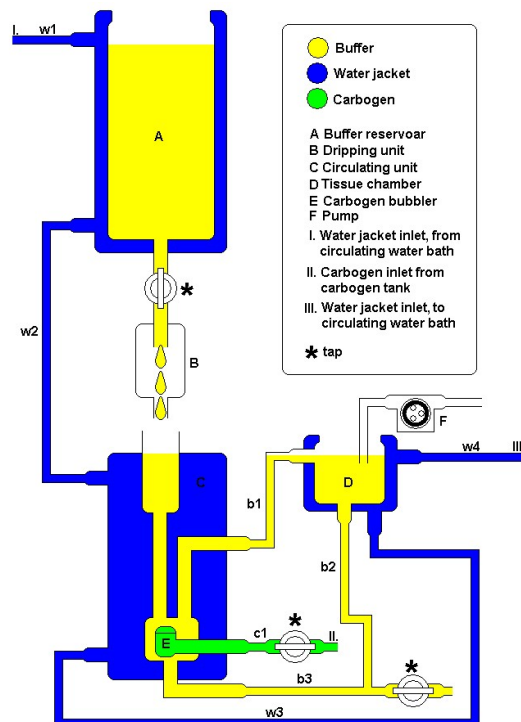 I.
w1
Buffer
Water jacket
Carbogen
A
A Buffer reservoar
B Dripping unit
C Circulating unit
D Tissue chamber
E Carbogen bubbler
F Pump
I. Water jacket inlet, from
circulating water bath
II. Carbogen inlet from
carbogen tank
III. Water jacket inlet, to
circulating water bath
* tap
*
w2
B
F
C
D
w4
III.
b1
b2
*
E
c1
II.
*
b3
w3